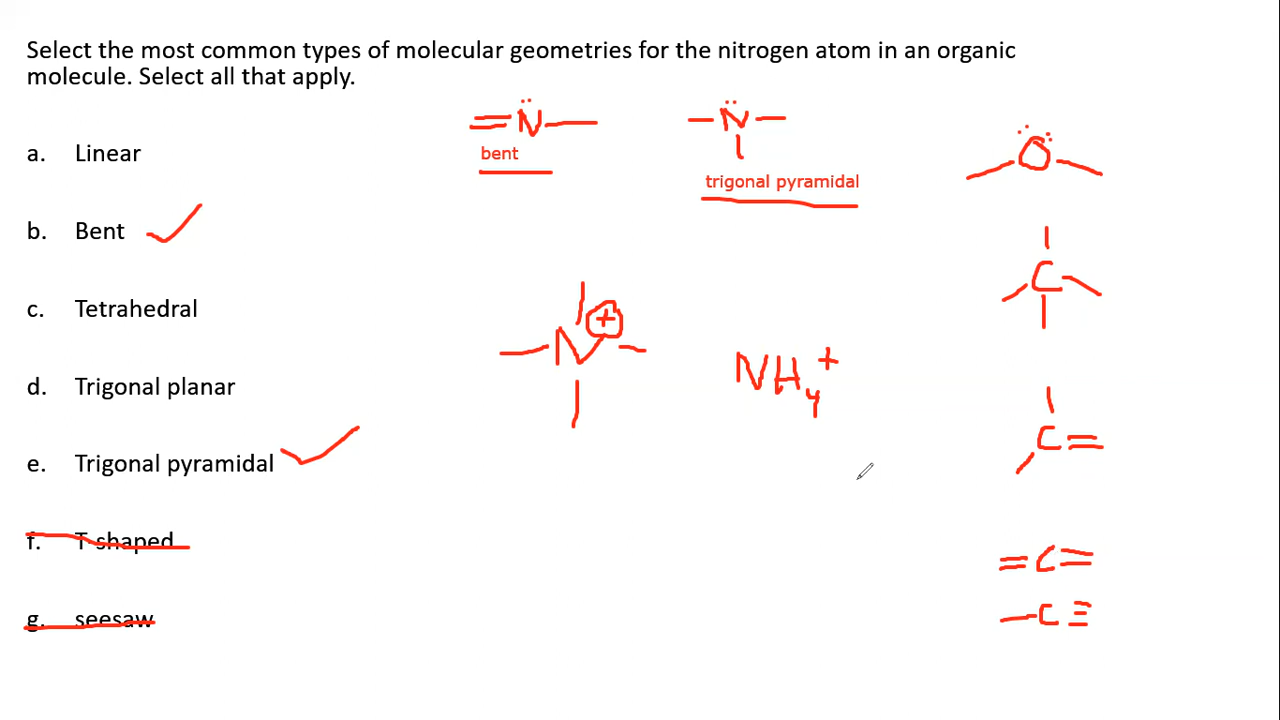 Select the most common types of molecular geometries for the nitrogen atom in an organic
molecule. Select all that apply.
a. Linear
b. Bent
c. Tetrahedral
d. Trigonal planar
e. Trigonal pyramidal
f. T-shaped
g. seesaw
=N̈—
bent
—N̈—
|
trigonal pyramidal
|
—N—
+
|
NH₄⁺
O
|
C
|
|
C=
=C=
—C≡